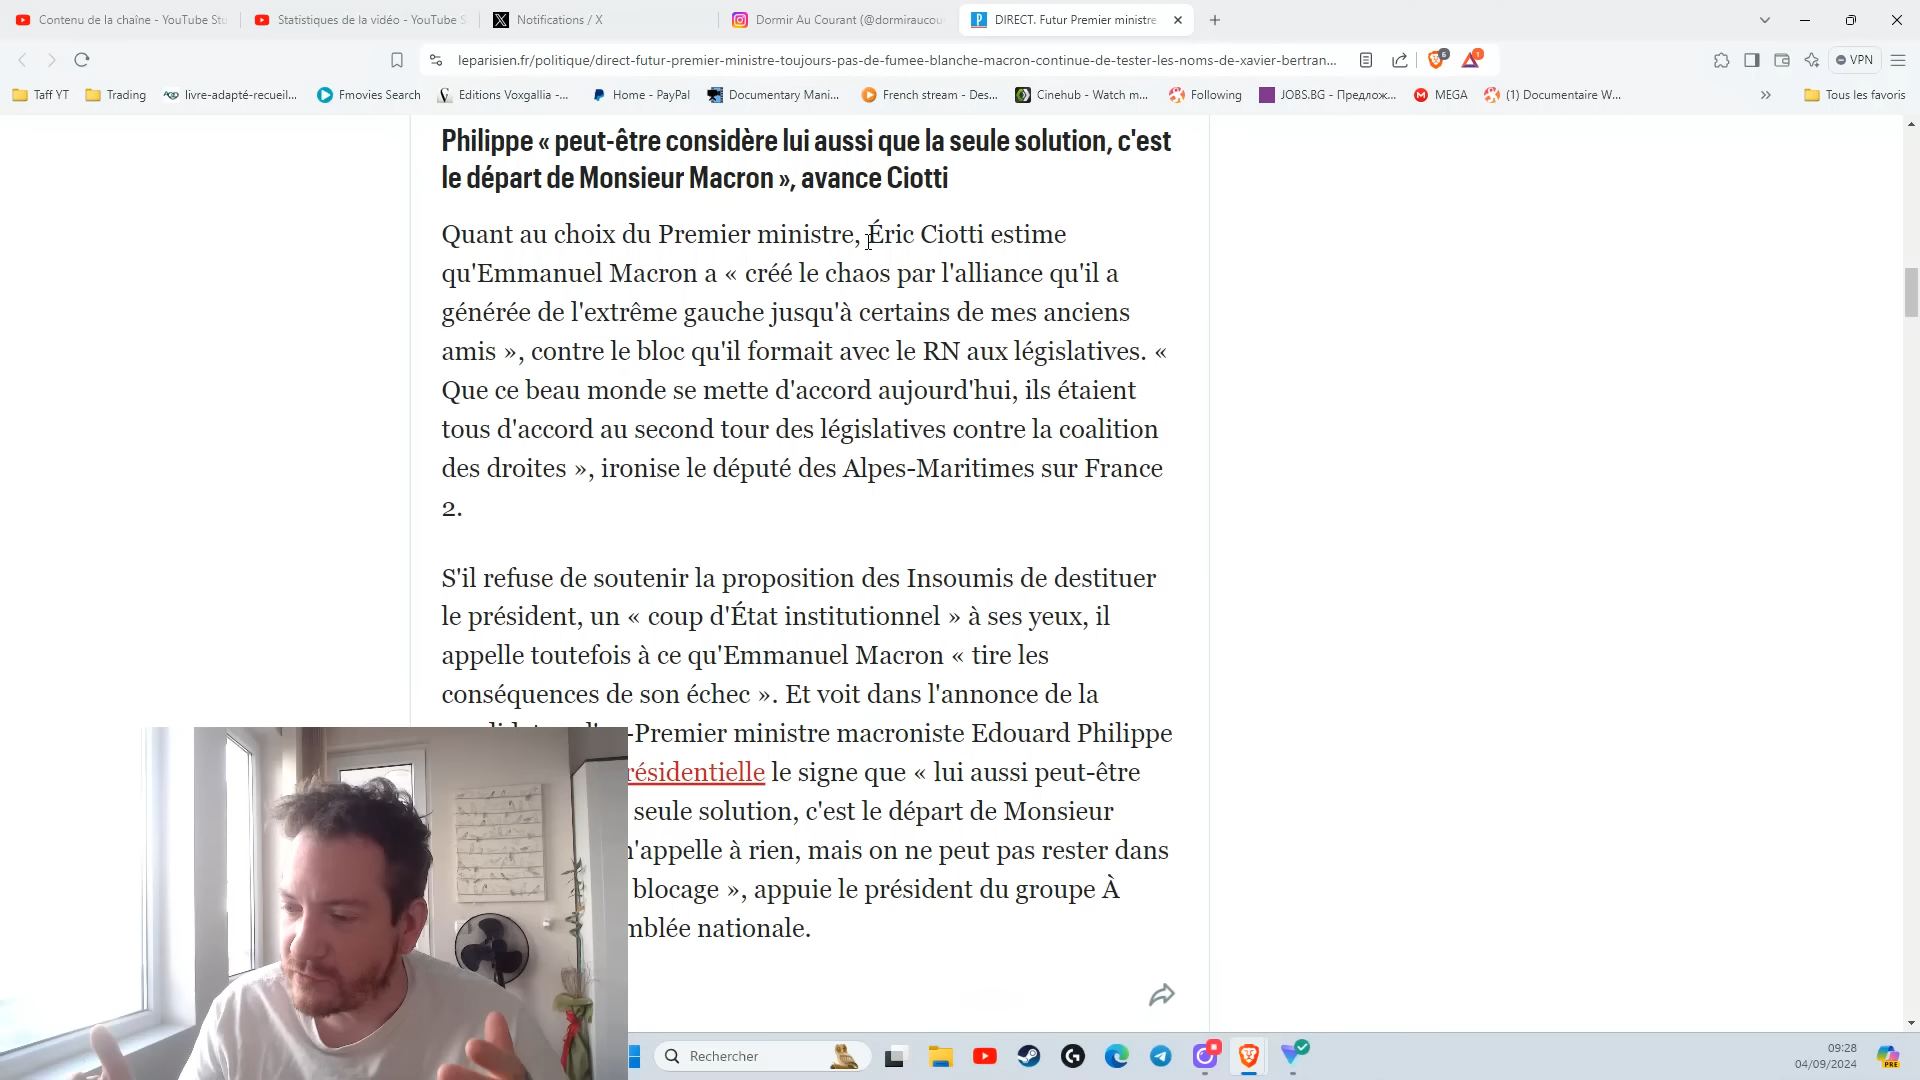 Contenu de la chaîne - YouTube Stu
Statistiques de la vidéo - YouTube S
Notifications / X
Dormir Au Courant (@dormiraucou
DIRECT. Futur Premier ministre
leparisien.fr/politique/direct-futur-premier-ministre-toujours-pas-de-fumee-blanche-macron-continue-de-tester-les-noms-de-xavier-bertran...
6
1
VPN
Taff YT
Trading
livre-adapté-recueil...
Fmovies Search
Editions Voxgallia -...
Home - PayPal
Documentary Mani...
French stream - Des...
Cinehub - Watch m...
Following
JOBS.BG - Предлож...
MEGA
(1) Documentaire W...
Tous les favoris
Philippe « peut-être considère lui aussi que la seule solution, c'est
le départ de Monsieur Macron », avance Ciotti
Quant au choix du Premier ministre, Éric Ciotti estime
qu'Emmanuel Macron a « créé le chaos par l'alliance qu'il a
générée de l'extrême gauche jusqu'à certains de mes anciens
amis », contre le bloc qu'il formait avec le RN aux législatives. «
Que ce beau monde se mette d'accord aujourd'hui, ils étaient
tous d'accord au second tour des législatives contre la coalition
des droites », ironise le député des Alpes-Maritimes sur France
2.
S'il refuse de soutenir la proposition des Insoumis de destituer
le président, un « coup d'État institutionnel » à ses yeux, il
appelle toutefois à ce qu'Emmanuel Macron « tire les
conséquences de son échec ». Et voit dans l'annonce de la
-Premier ministre macroniste Edouard Philippe
résidentielle le signe que « lui aussi peut-être
seule solution, c'est le départ de Monsieur
n'appelle à rien, mais on ne peut pas rester dans
blocage », appuie le président du groupe À
mblée nationale.
Rechercher
09:28
04/09/2024
PRE